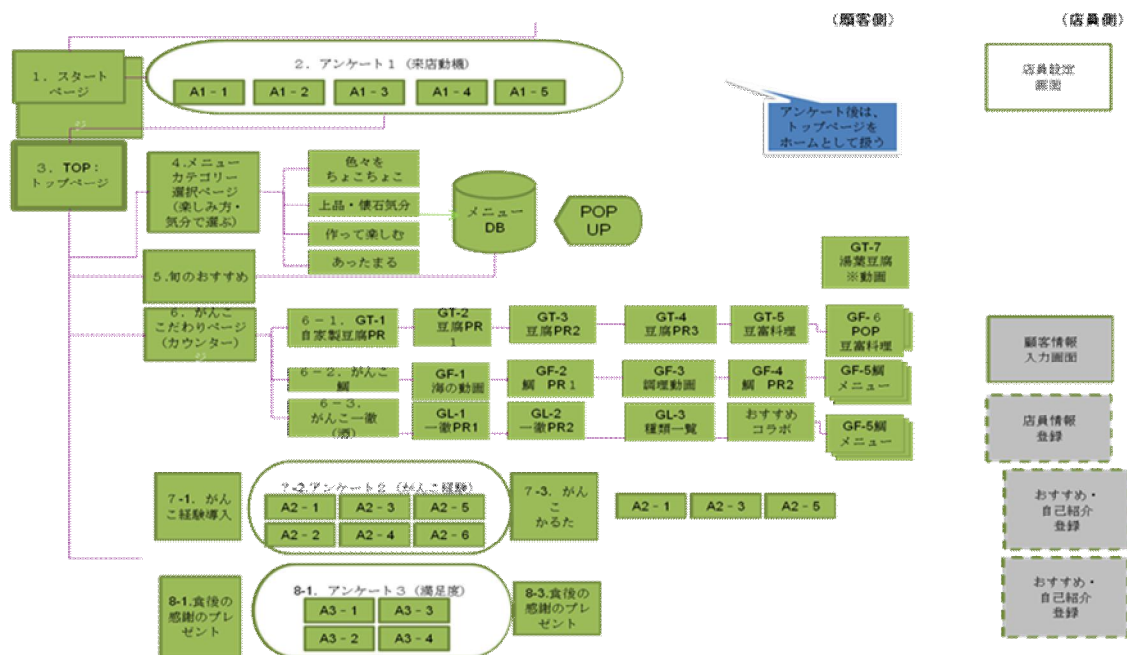 (顧客側)
(店員側)
1. スタート
ページ
2. アンケート1 (来店動機)
A1 - 1
A1 - 2
A1 - 3
A1 - 4
A1 - 5
店員設定
画面
アンケート後は、
トップページを
ホームとして扱う
3. TOP:
トップページ
4.メニュー
カテゴリー
選択ページ
(楽しみ方・
気分で選ぶ)
色々を
ちょこちょこ
上品・懐石気分
作って楽しむ
あったまる
メニュー
DB
POP
UP
5.旬のおすすめ
GT-7
湯葉豆腐
※動画
6. がんこ
こだわりページ
(カウンター)
6-1. GT-1
自家製豆腐PR
GT-2
豆腐PR
1
GT-3
豆腐PR2
GT-4
豆腐PR3
GT-5
豆富料理
GF-6
POP
豆富料理
顧客情報
入力画面
6-2. がんこ
鯛
GF-1
海の動画
GF-2
鯛 PR1
GF-3
調理動画
GF-4
鯛 PR2
GF-5鯛
メニュー
6-3.
がんこ一徹
(酒)
GL-1
一徹PR1
GL-2
一徹PR2
GL-3
種類一覧
おすすめ
コラボ
GF-5鯛
メニュー
店員情報
登録
7-1. がん
こ経験導入
7-2.アンケート2 (がんこ経験)
A2 - 1
A2 - 3
A2 - 5
A2 - 2
A2 - 4
A2 - 6
7-3. がん
こ
かるた
A2 - 1
A2 - 3
A2 - 5
おすすめ・
自己紹介
登録
8-1.食後の
感謝のプレ
ゼント
8-1. アンケート3 (満足度)
A3 - 1
A3 - 3
A3 - 2
A3 - 4
8-3.食後の
感謝のプレ
ゼント
おすすめ・
自己紹介
登録